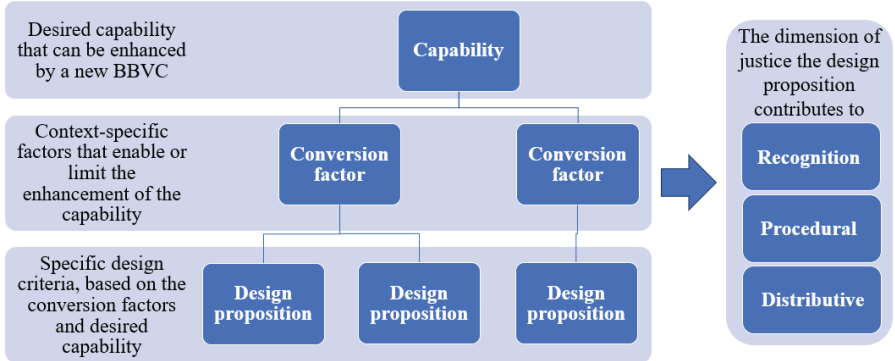 Desired capability
that can be enhanced
by a new BBVC
Capability
Context-specific
factors that enable or
limit the
enhancement of the
capability
Conversion
factor
Conversion
factor
Specific design
criteria, based on the
conversion factors
and desired
capability
Design
proposition
Design
proposition
Design
proposition
The dimension of
justice the design
proposition
contributes to
Recognition
Procedural
Distributive